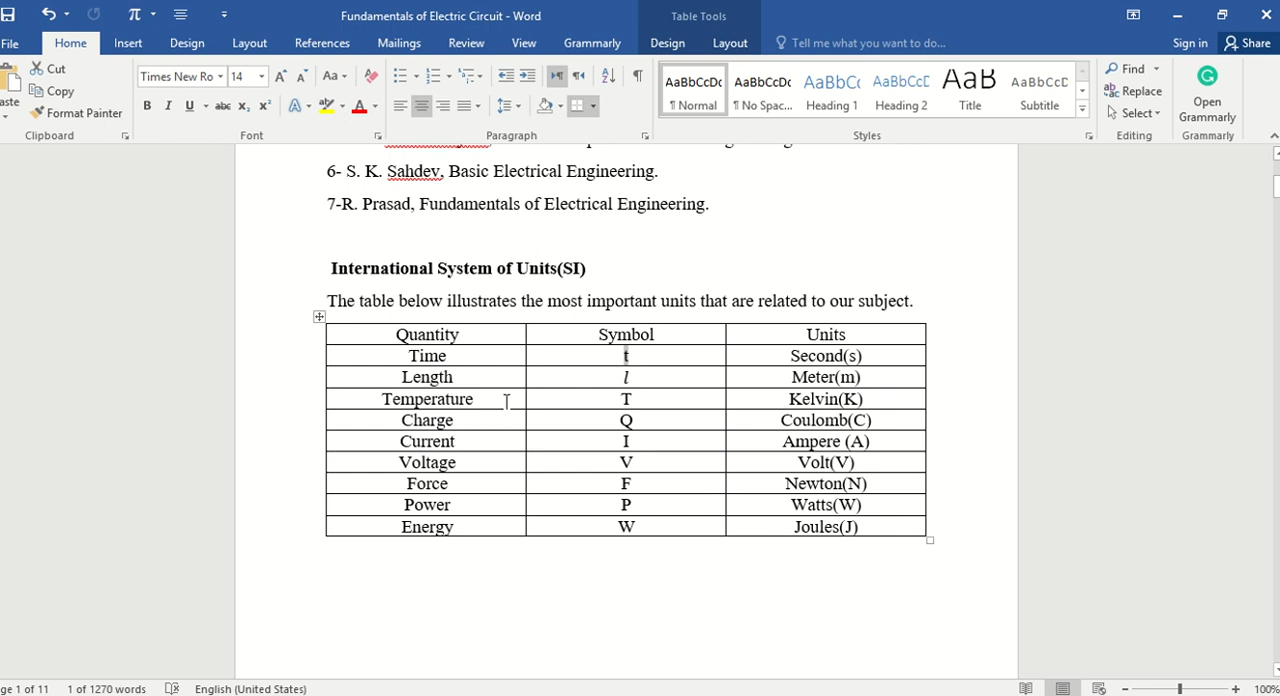 Fundamentals of Electric Circuit - Word
Table Tools
File
Home
Insert
Design
Layout
References
Mailings
Review
View
Grammarly
Design
Layout
Tell me what you want to do...
Sign in
Share
Cut
Copy
Format Painter
Clipboard
Times New Ro
14
Font
Paragraph
AaBbCcDc
AaBbCcDc
AaBbCc
AaBbCcD
AaB
AaBbCcD
¶ Normal
¶ No Spac...
Heading 1
Heading 2
Title
Subtitle
Styles
Find
Replace
Select
Editing
Open
Grammarly
Grammarly
6- S. K. Sahdev, Basic Electrical Engineering.
7-R. Prasad, Fundamentals of Electrical Engineering.
International System of Units(SI)
The table below illustrates the most important units that are related to our subject.
Quantity Symbol Units
Time t Second(s)
Length l Meter(m)
Temperature T Kelvin(K)
Charge Q Coulomb(C)
Current I Ampere (A)
Voltage V Volt(V)
Force F Newton(N)
Power P Watts(W)
Energy W Joules(J)
ge 1 of 11
1 of 1270 words
English (United States)
100%